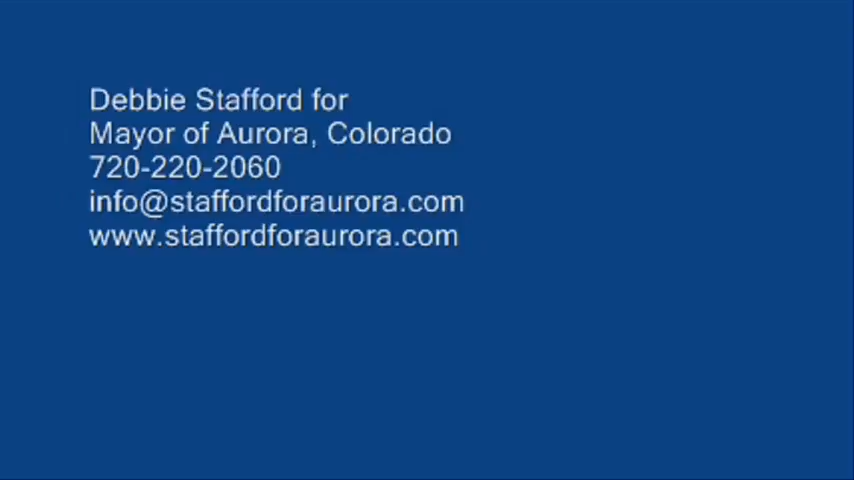 Debbie Stafford for
Mayor of Aurora, Colorado
720-220-2060
info@staffordforaurora.com
www.staffordforaurora.com